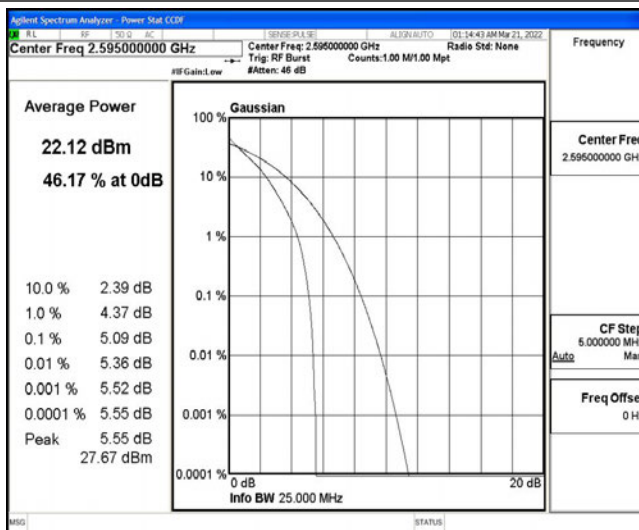 Agilent Spectrum Analyzer - Power Stat CCDF
RL RF 50 Ω AC SENSE:PULSE ALIGN AUTO 01:14:43 AM Mar 21, 2022
Center Freq 2.595000000 GHz
Center Freq: 2.595000000 GHz Radio Std: None
Trig: RF Burst Counts:1.00 M/1.00 Mpt
#IFGain:Low #Atten: 46 dB
Frequency
Average Power
22.12 dBm
46.17 % at 0dB
10.0 % 2.39 dB
1.0 % 4.37 dB
0.1 % 5.09 dB
0.01 % 5.36 dB
0.001 % 5.52 dB
0.0001 % 5.55 dB
Peak 5.55 dB
27.67 dBm
Gaussian
100 %
10 %
1 %
0.1 %
0.01 %
0.001 %
0.0001 %
0 dB 20 dB
Info BW 25.000 MHz
Center Fre
2.595000000 GH
CF Step
5.000000 MH
Auto Ma
Freq Offse
0 H
MSG STATUS